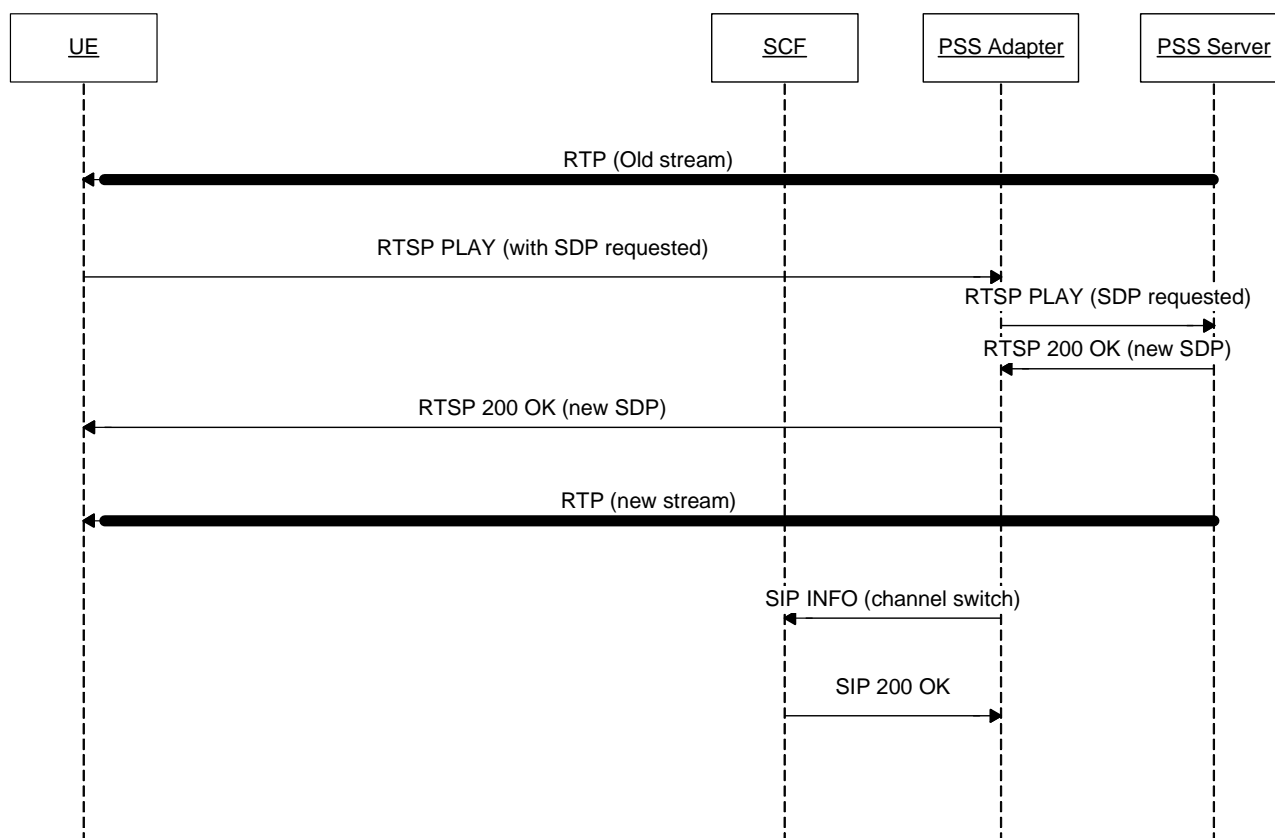 UE
SCF
PSS Adapter
PSS Server
RTP (Old stream)
RTSP PLAY (with SDP requested)
RTSP PLAY (SDP requested)
RTSP 200 OK (new SDP)
RTSP 200 OK (new SDP)
RTP (new stream)
SIP INFO (channel switch)
SIP 200 OK